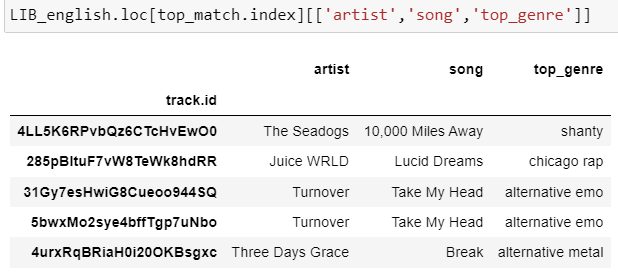 LIB_english.loc[top_match.index][['artist','song','top_genre']]
artist song top_genre
track.id
4LL5K6RPvbQz6CTcHvEwO0 The Seadogs 10,000 Miles Away shanty
285pBltuF7vW8TeWk8hdRR Juice WRLD Lucid Dreams chicago rap
31Gy7esHwiG8Cueoo944SQ Turnover Take My Head alternative emo
5bwxMo2sye4bffTgp7uNbo Turnover Take My Head alternative emo
4urxRqBRiaH0i20OKBsgxc Three Days Grace Break alternative metal